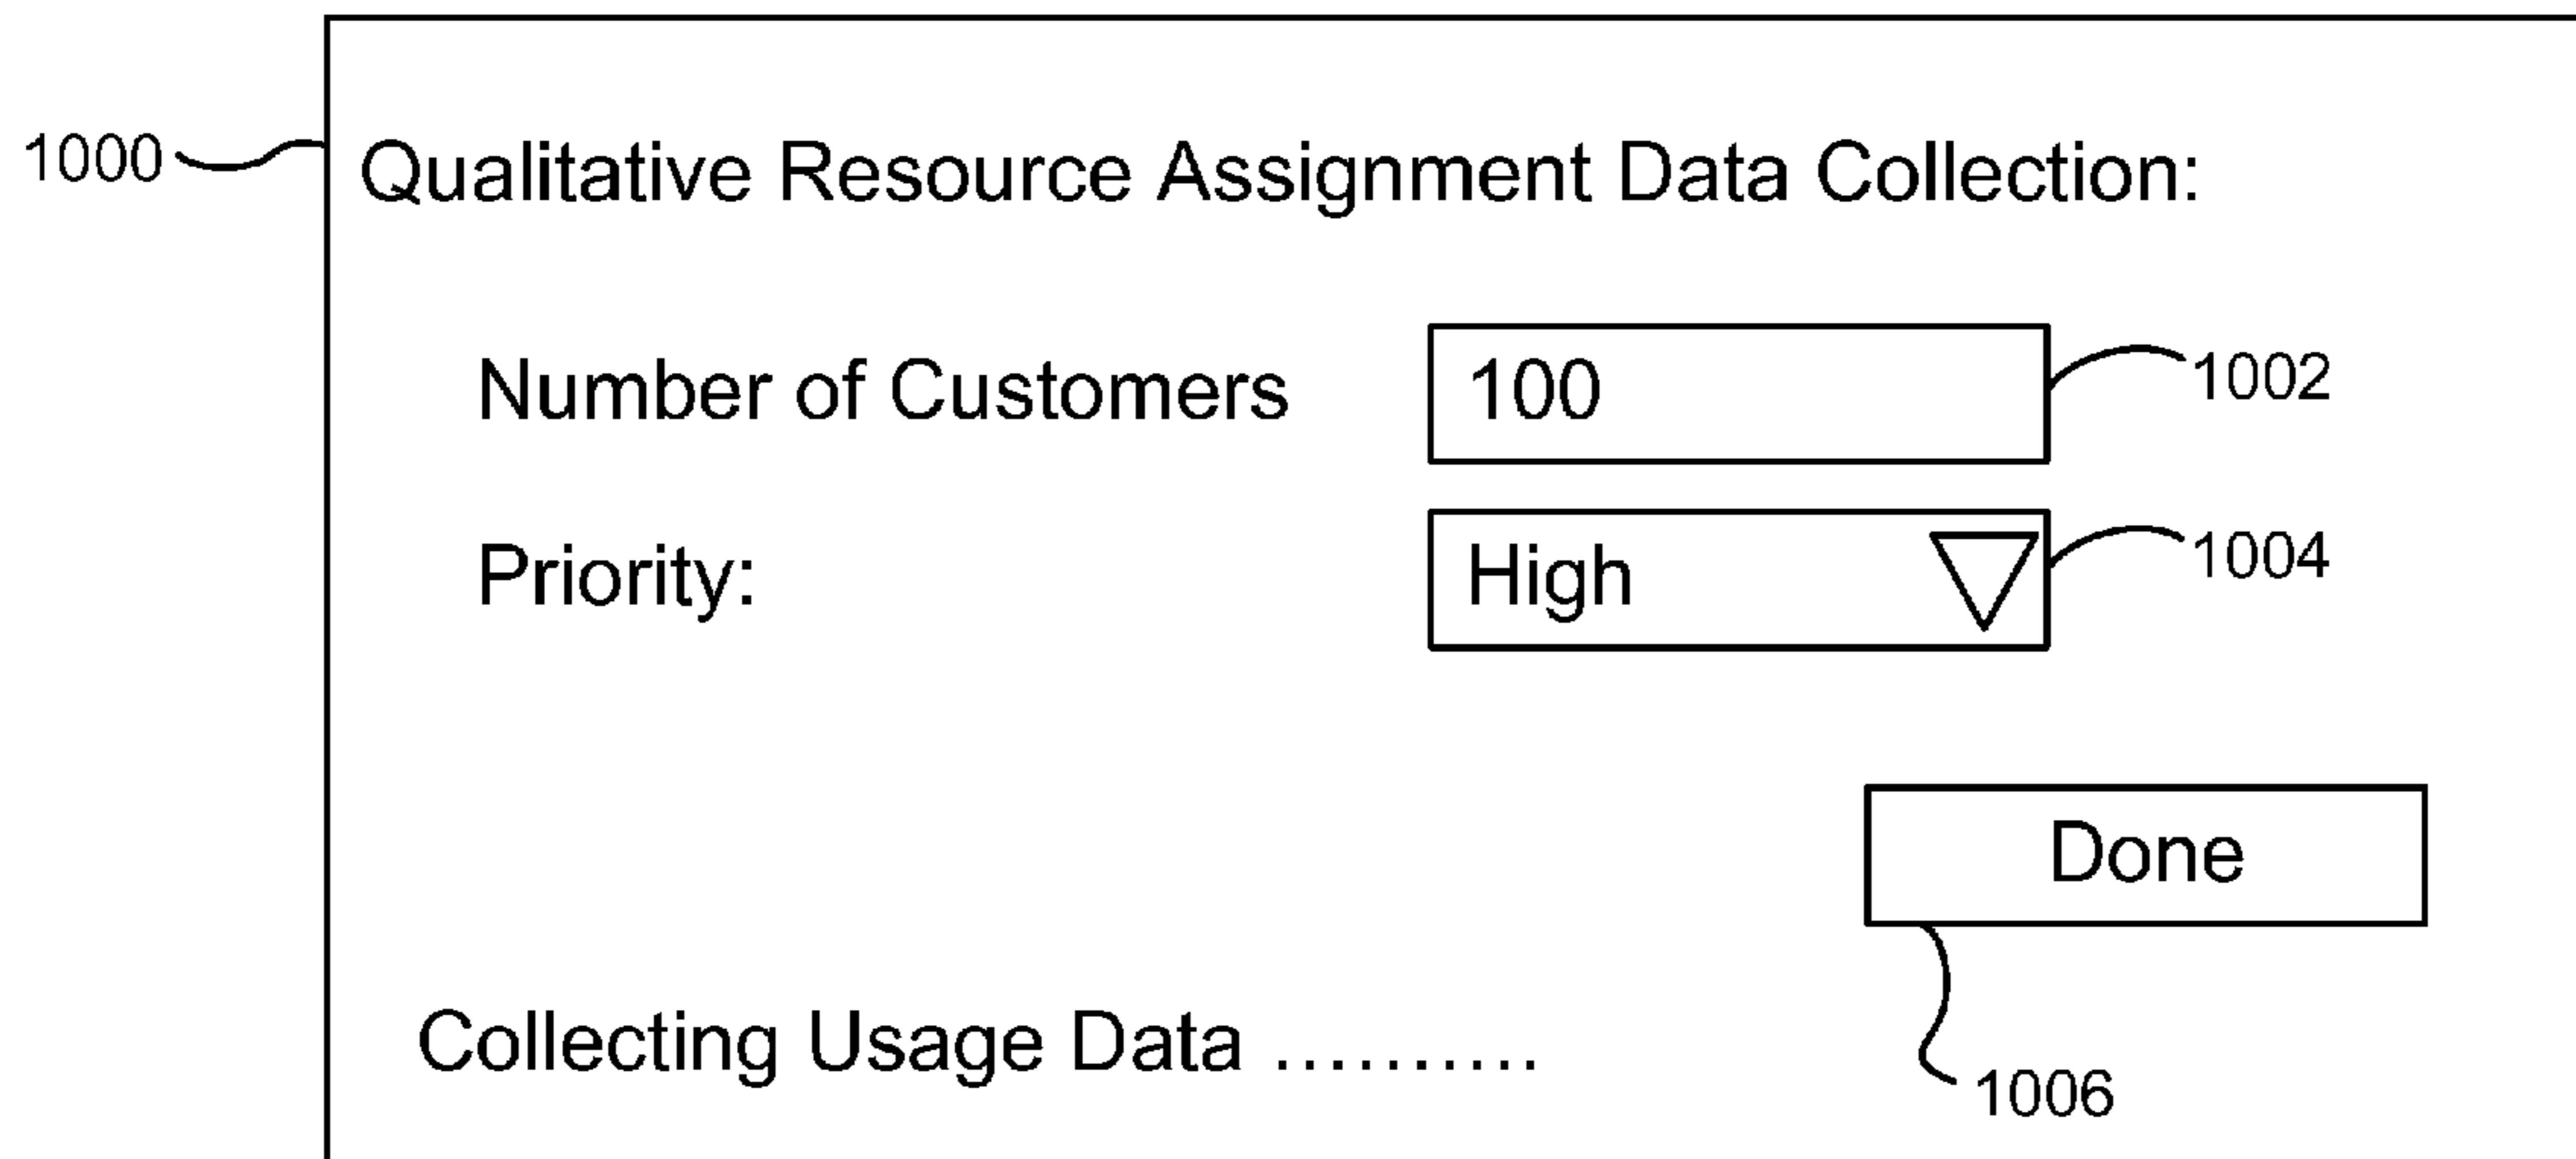 1000 Qualitative Resource Assignment Data Collection:
Number of Customers 100 1002
Priority: High 1004
Done
Collecting Usage Data ..........
1006